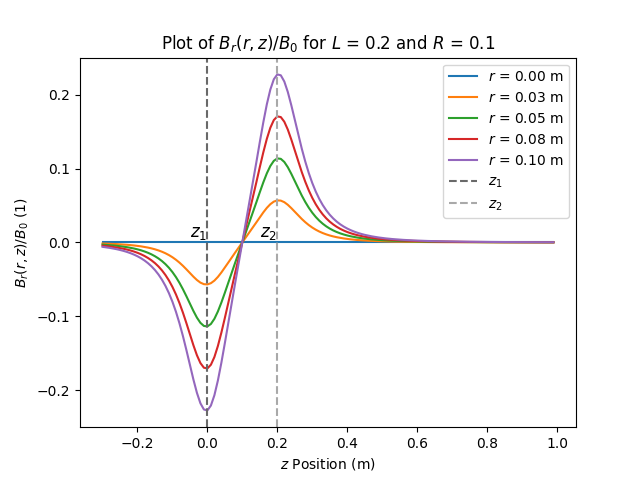 Plot of B_r(r, z)/B_0 for L = 0.2 and R = 0.1
B_r(r, z)/B_0 (1)
0.2
0.1
0.0
−0.1
−0.2
z_1
z_2
r = 0.00 m
r = 0.03 m
r = 0.05 m
r = 0.08 m
r = 0.10 m
z_1
z_2
−0.2
0.0
0.2
0.4
0.6
0.8
1.0
z Position (m)